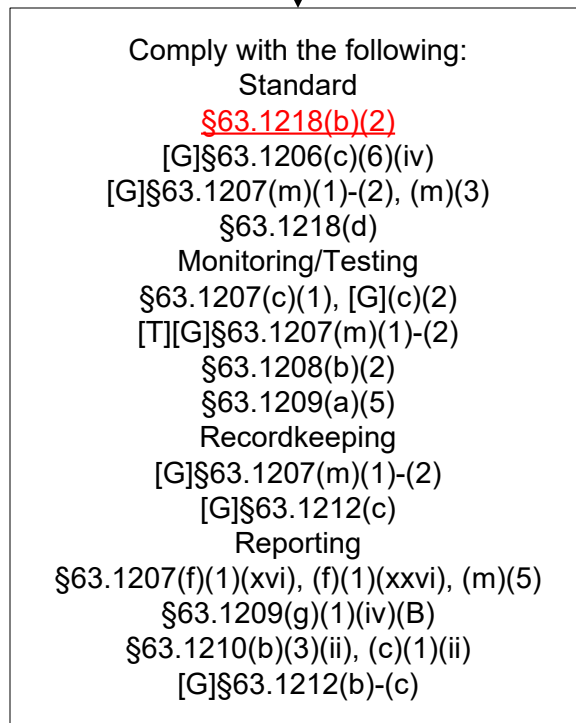 Comply with the following:
Standard
§63.1218(b)(2)
[G]§63.1206(c)(6)(iv)
[G]§63.1207(m)(1)-(2), (m)(3)
§63.1218(d)
Monitoring/Testing
§63.1207(c)(1), [G](c)(2)
[T][G]§63.1207(m)(1)-(2)
§63.1208(b)(2)
§63.1209(a)(5)
Recordkeeping
[G]§63.1207(m)(1)-(2)
[G]§63.1212(c)
Reporting
§63.1207(f)(1)(xvi), (f)(1)(xxvi), (m)(5)
§63.1209(g)(1)(iv)(B)
§63.1210(b)(3)(ii), (c)(1)(ii)
[G]§63.1212(b)-(c)